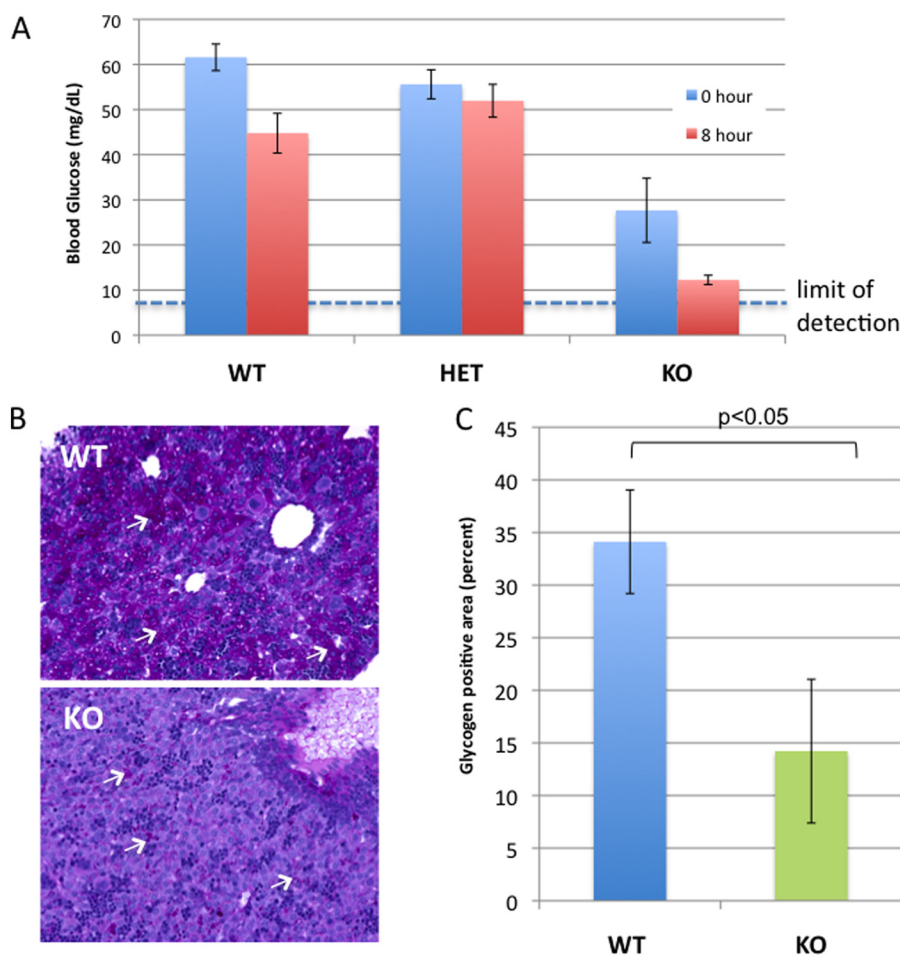 A
Blood Glucose (mg/dL)
70
60
50
40
30
20
10
0
0 hour
8 hour
limit of
detection
WT
HET
KO
B
WT
KO
C
p<0.05
Glycogen positive area (percent)
45
40
35
30
25
20
15
10
5
0
WT
KO